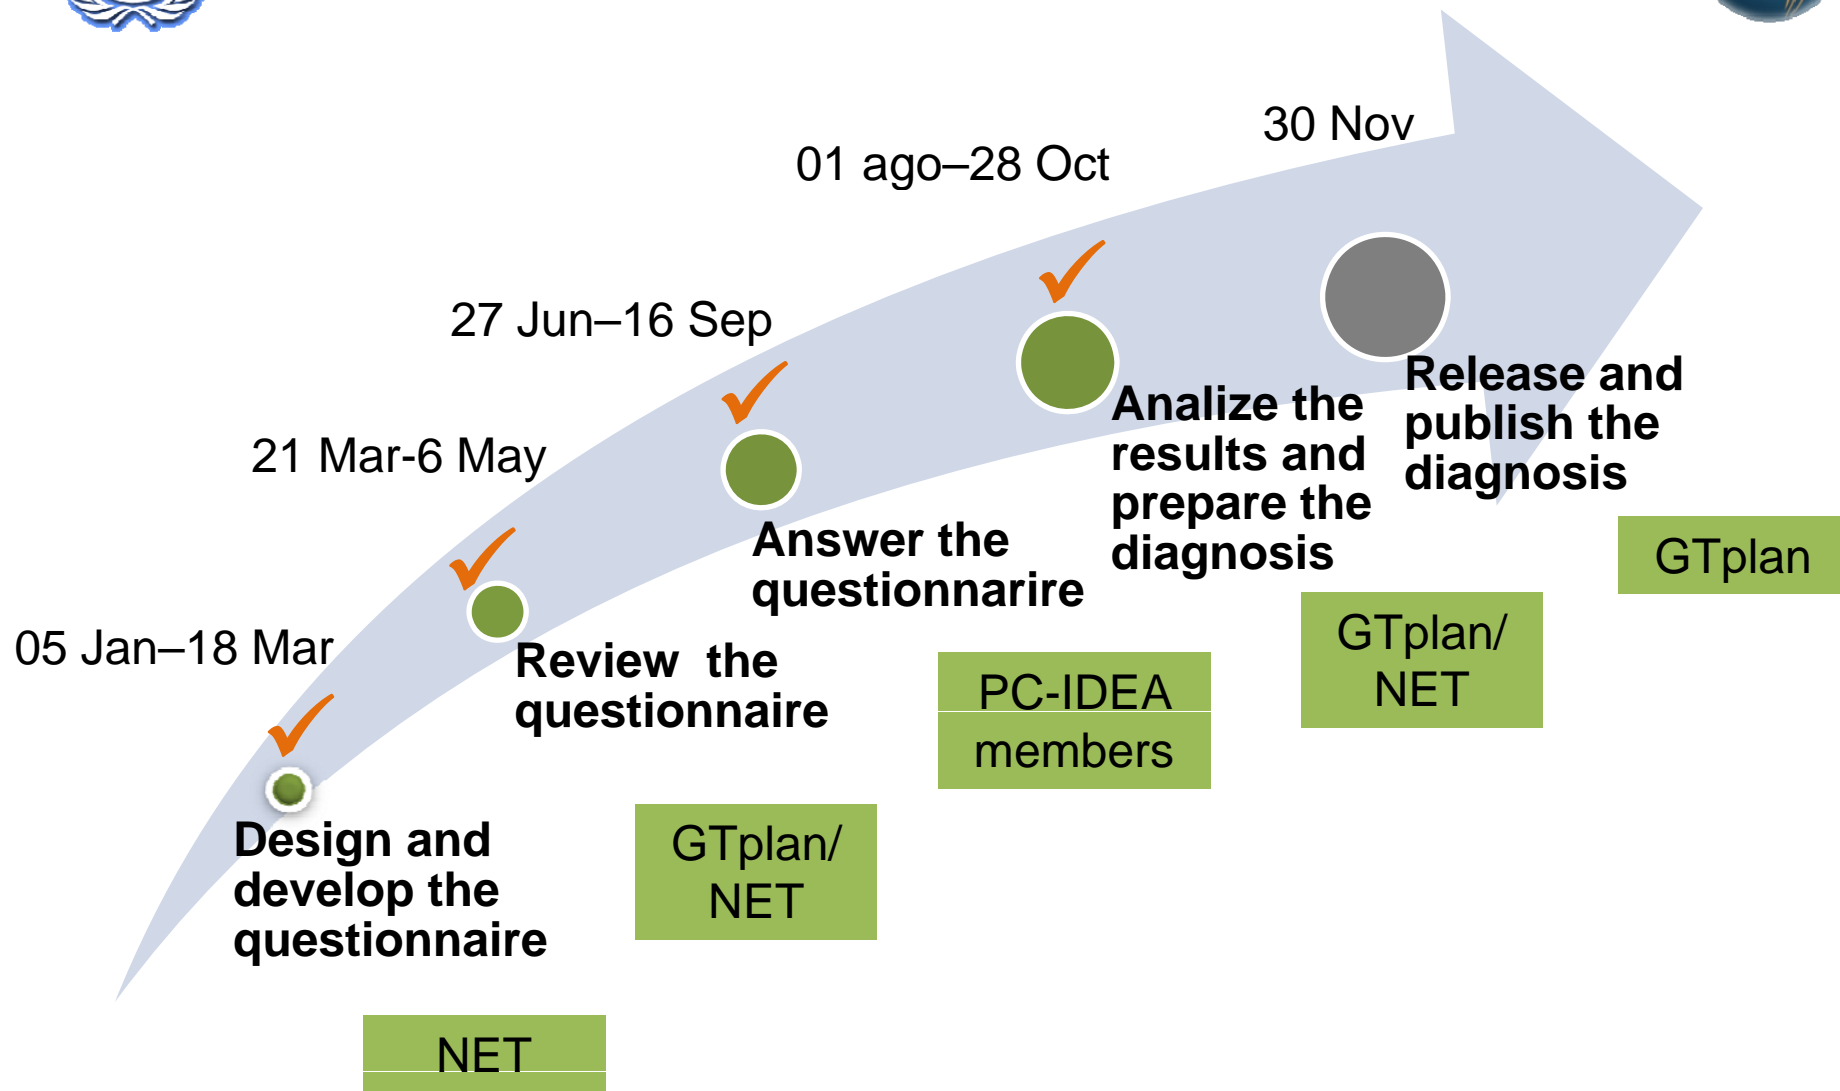 30 Nov
01 ago–28 Oct
27 Jun–16 Sep
21 Mar-6 May
05 Jan–18 Mar
Design and
develop the
questionnaire
NET
Review the
questionnaire
GTplan/
NET
Answer the
questionnarire
PC-IDEA
members
Analize the
results and
prepare the
diagnosis
GTplan/
NET
Release and
publish the
diagnosis
GTplan